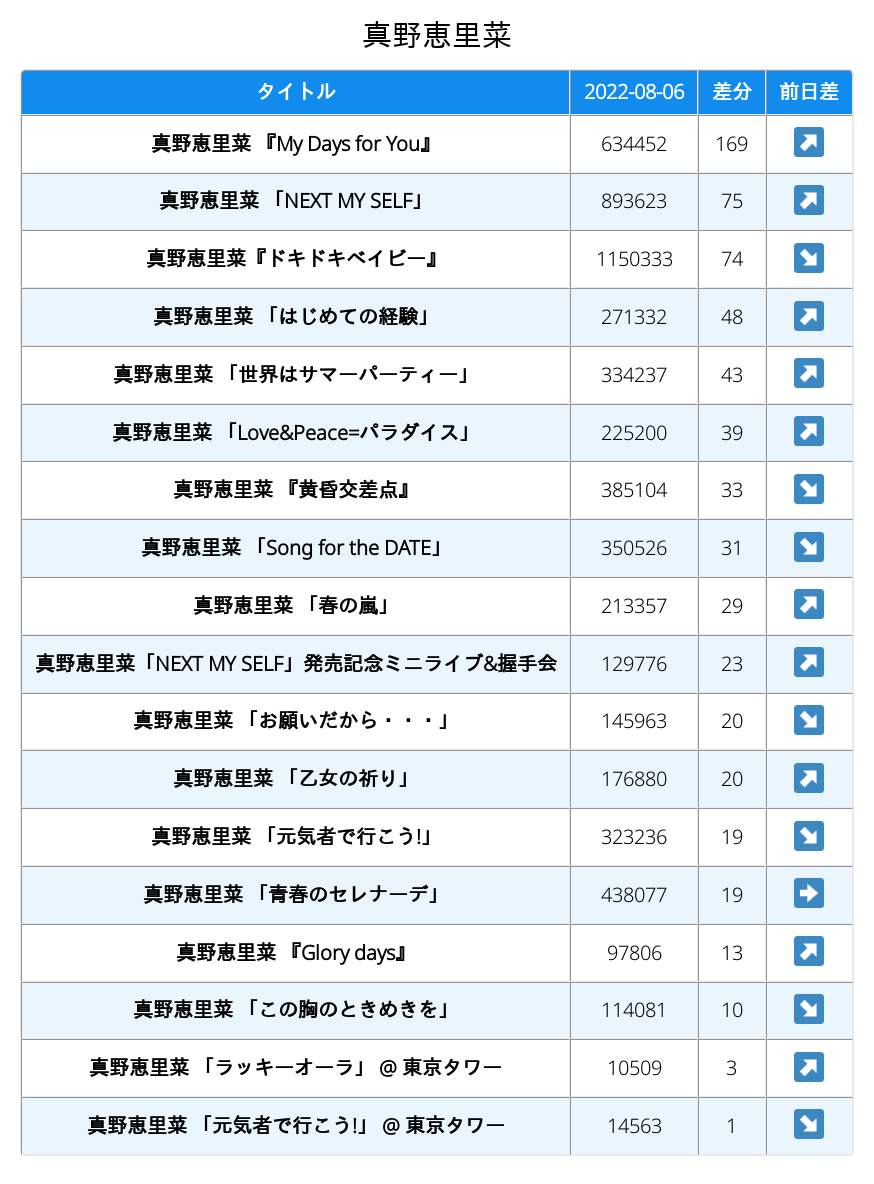 真野恵里菜
タイトル 2022-08-06 差分 前日差
真野恵里菜 『My Days for You』 634452 169 ↗
真野恵里菜 「NEXT MY SELF」 893623 75 ↗
真野恵里菜『ドキドキベイビー』 1150333 74 ↘
真野恵里菜 「はじめての経験」 271332 48 ↗
真野恵里菜 「世界はサマーパーティー」 334237 43 ↗
真野恵里菜 「Love&Peace=パラダイス」 225200 39 ↗
真野恵里菜 『黄昏交差点』 385104 33 ↘
真野恵里菜 「Song for the DATE」 350526 31 ↘
真野恵里菜 「春の嵐」 213357 29 ↗
真野恵里菜「NEXT MY SELF」発売記念ミニライブ&握手会 129776 23 ↗
真野恵里菜 「お願いだから・・・」 145963 20 ↘
真野恵里菜 「乙女の祈り」 176880 20 ↗
真野恵里菜 「元気者で行こう!」 323236 19 ↘
真野恵里菜 「青春のセレナーデ」 438077 19 ➡
真野恵里菜 『Glory days』 97806 13 ↗
真野恵里菜 「この胸のときめきを」 114081 10 ↘
真野恵里菜 「ラッキーオーラ」 @ 東京タワー 10509 3 ↗
真野恵里菜 「元気者で行こう!」 @ 東京タワー 14563 1 ↘